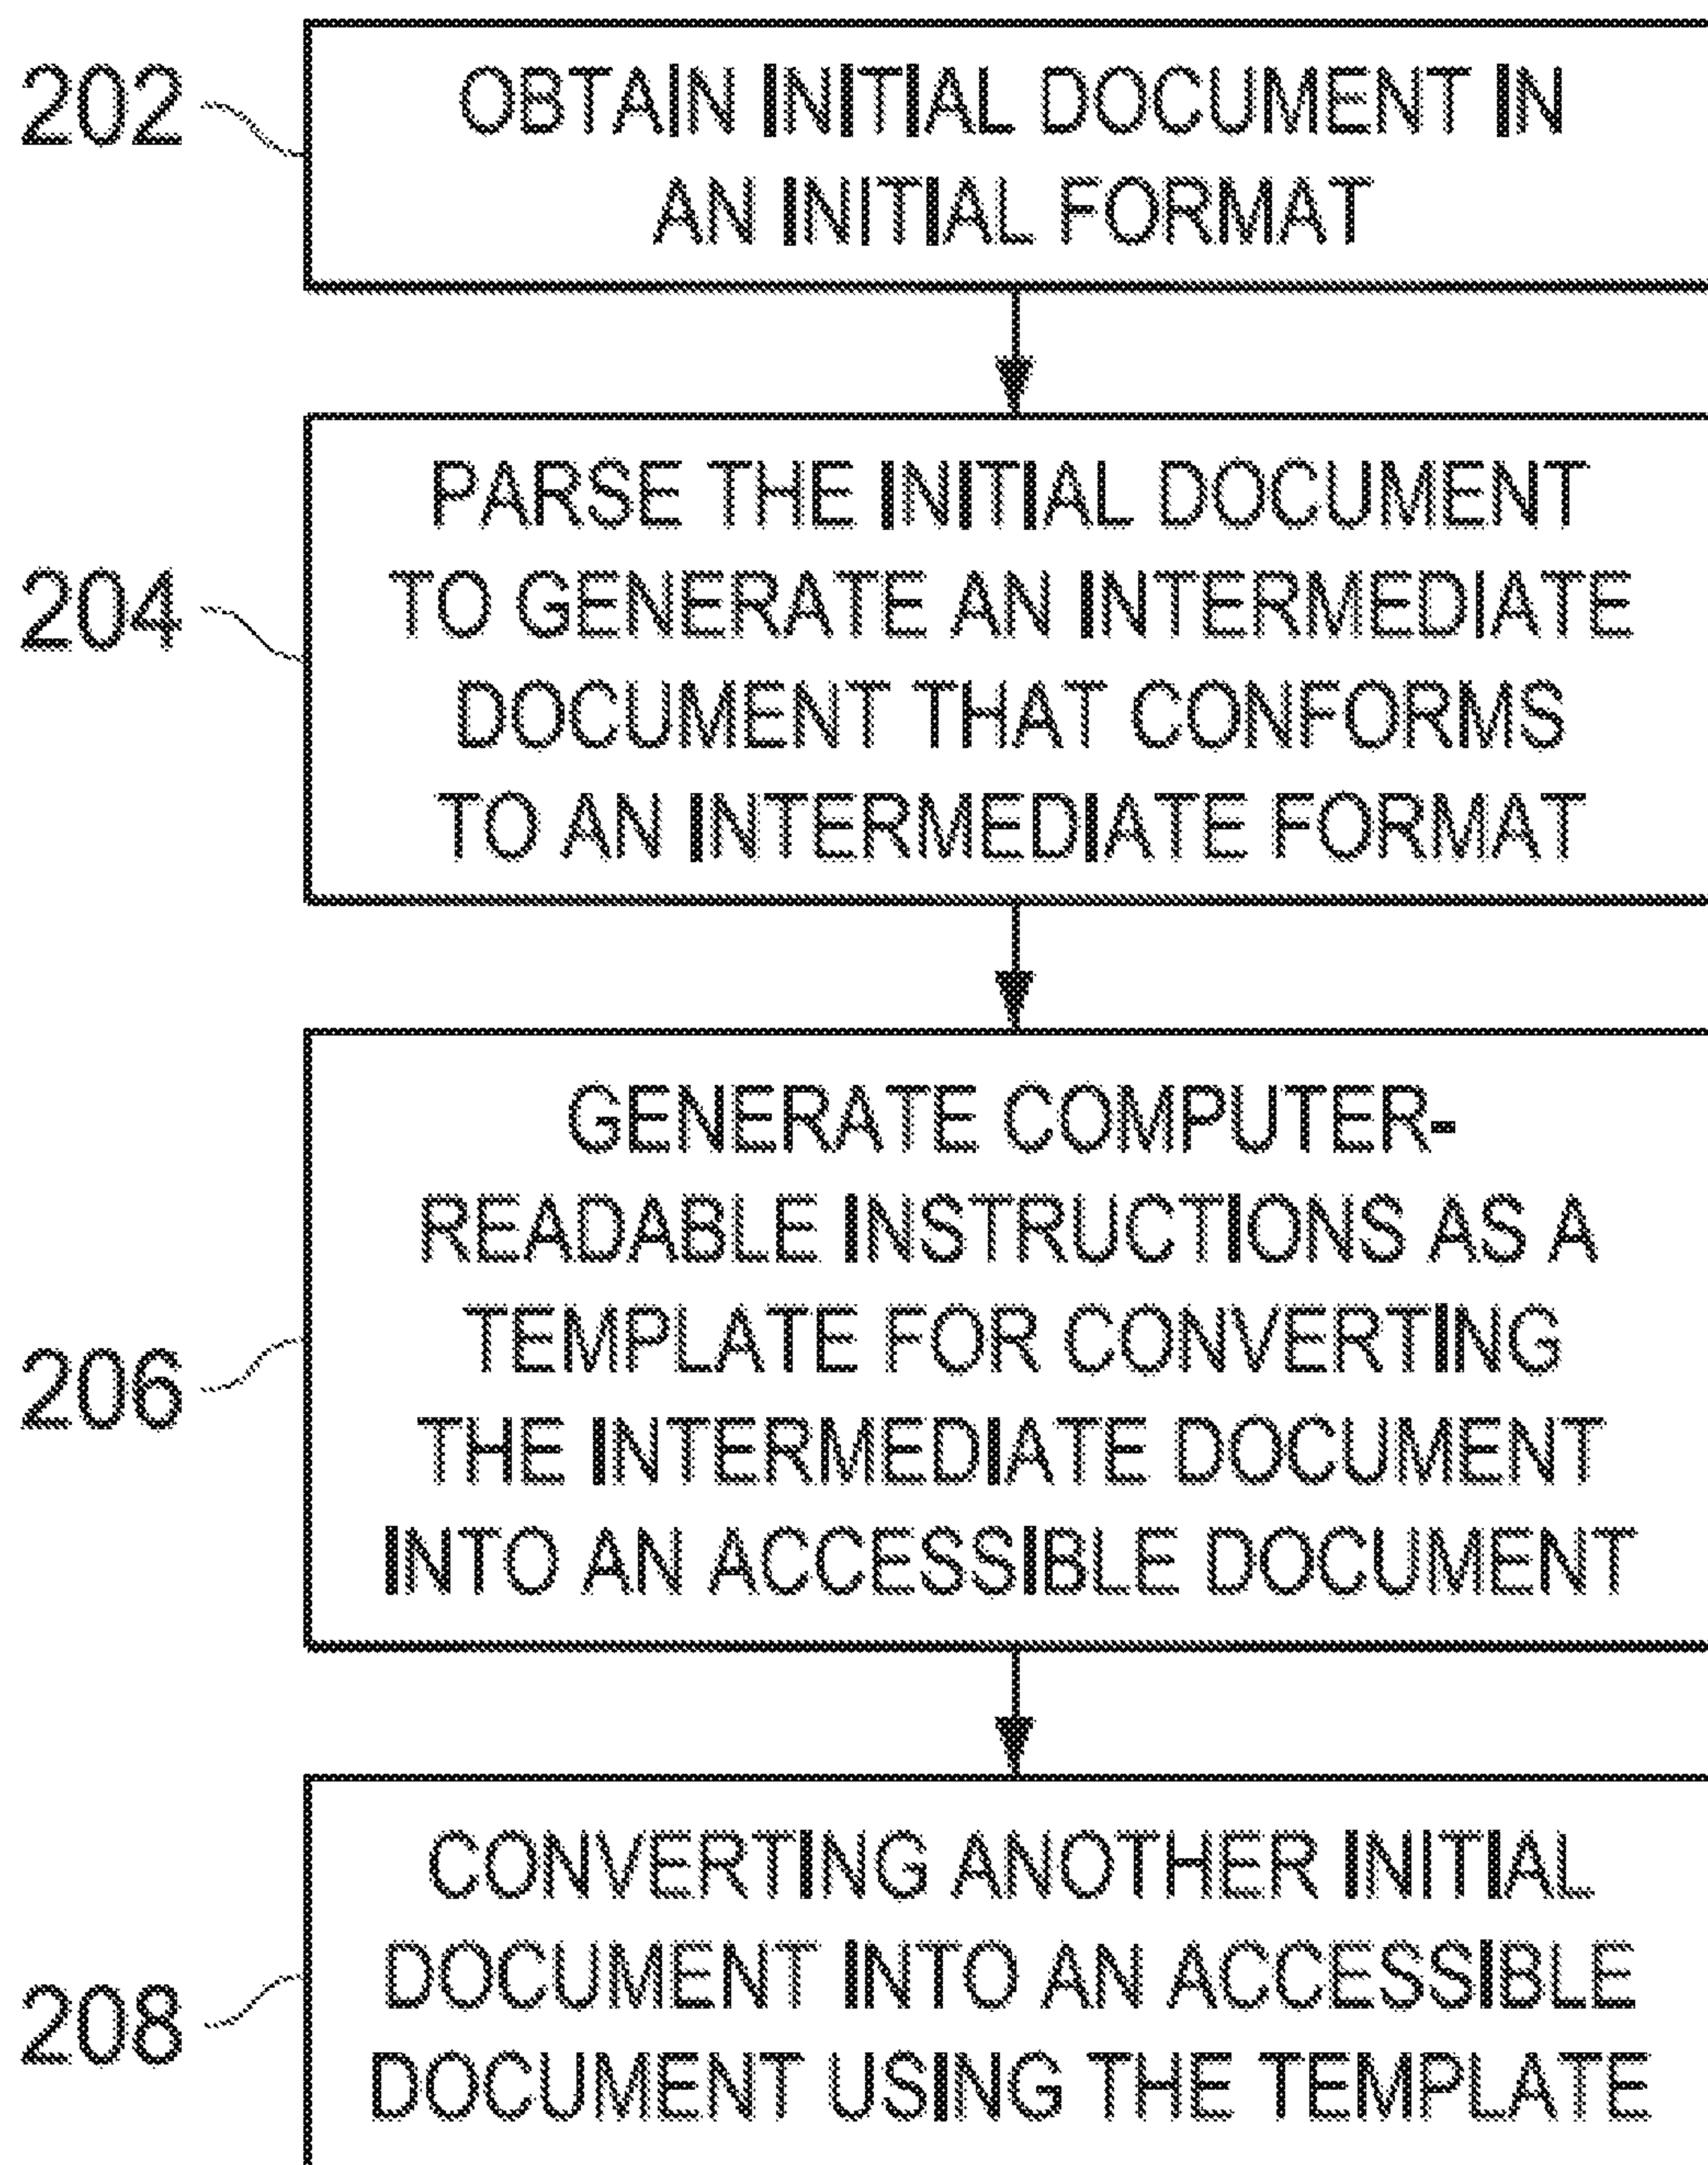 202
OBTAIN INITIAL DOCUMENT IN
AN INITIAL FORMAT
204
PARSE THE INITIAL DOCUMENT
TO GENERATE AN INTERMEDIATE
DOCUMENT THAT CONFORMS
TO AN INTERMEDIATE FORMAT
206
GENERATE COMPUTER-
READABLE INSTRUCTIONS AS A
TEMPLATE FOR CONVERTING
THE INTERMEDIATE DOCUMENT
INTO AN ACCESSIBLE DOCUMENT
208
CONVERTING ANOTHER INITIAL
DOCUMENT INTO AN ACCESSIBLE
DOCUMENT USING THE TEMPLATE